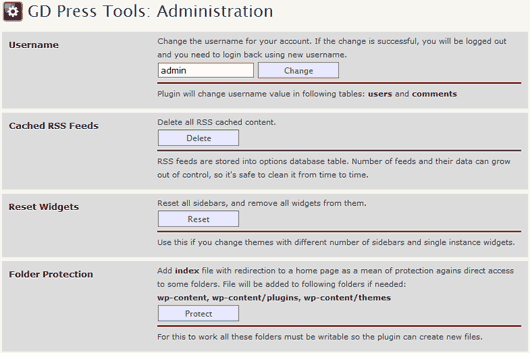 GD Press Tools: Administration
Username
Change the username for your account. If the change is successful, you will be logged out
and you need to login back using new username.
admin
Change
Plugin will change username value in following tables: users and comments
Cached RSS Feeds
Delete all RSS cached content.
Delete
RSS feeds are stored into options database table. Number of feeds and their data can grow
out of control, so it's safe to clean it from time to time.
Reset Widgets
Reset all sidebars, and remove all widgets from them.
Reset
Use this if you change themes with different number of sidebars and single instance widgets.
Folder Protection
Add index file with redirection to a home page as a mean of protection agains direct access
to some folders. File will be added to following folders if needed:
wp-content, wp-content/plugins, wp-content/themes
Protect
For this to work all these folders must be writable so the plugin can create new files.